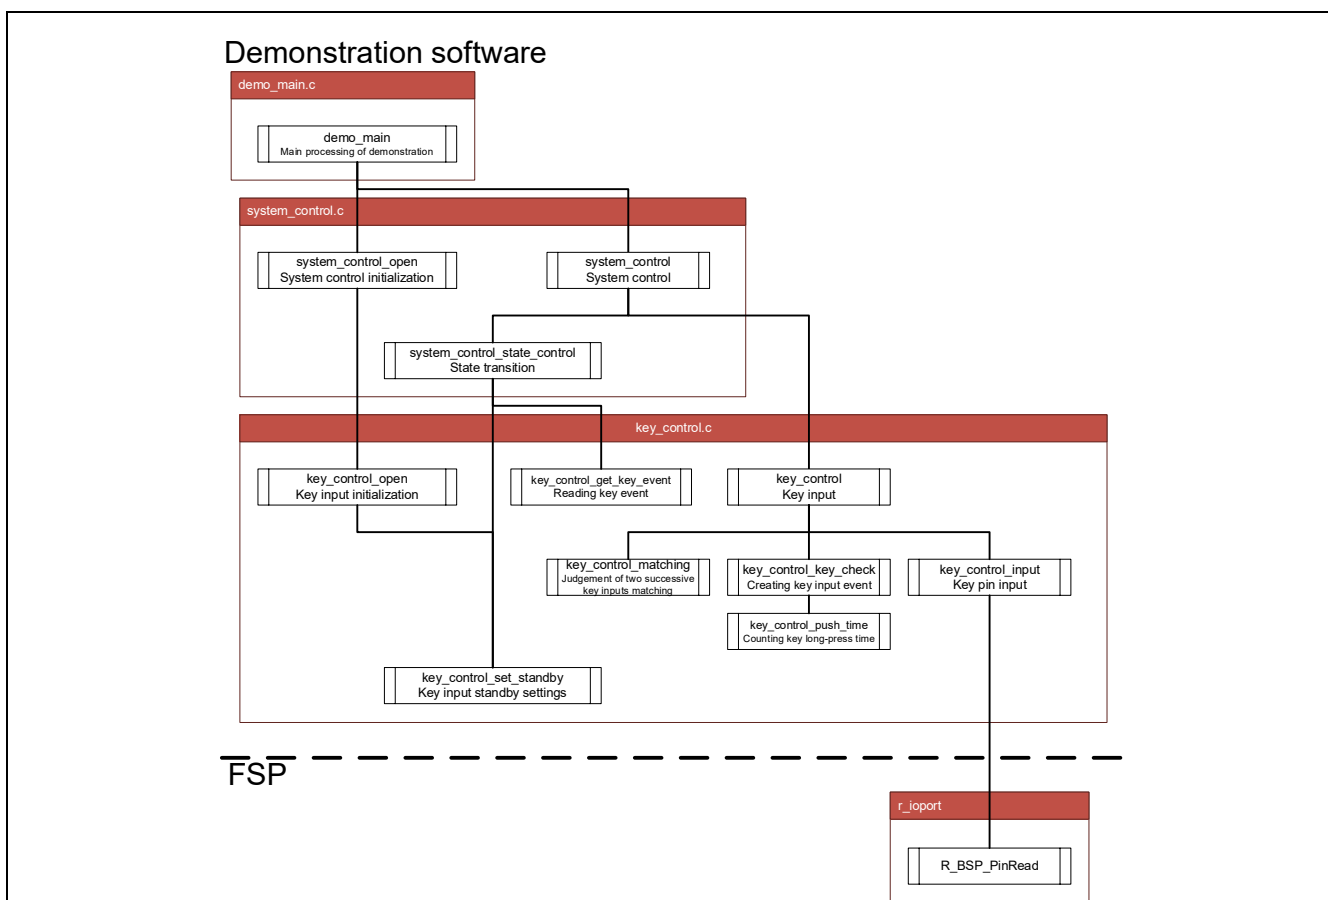 Demonstration software
demo_main.c
demo_main
Main processing of demonstration
system_control.c
system_control_open
System control initialization
system_control
System control
system_control_state_control
State transition
key_control.c
key_control_open
Key input initialization
key_control_get_key_event
Reading key event
key_control
Key input
key_control_matching
Judgement of two successive
key inputs matching
key_control_key_check
Creating key input event
key_control_input
Key pin input
key_control_push_time
Counting key long-press time
key_control_set_standby
Key input standby settings
FSP
r_ioport
R_BSP_PinRead